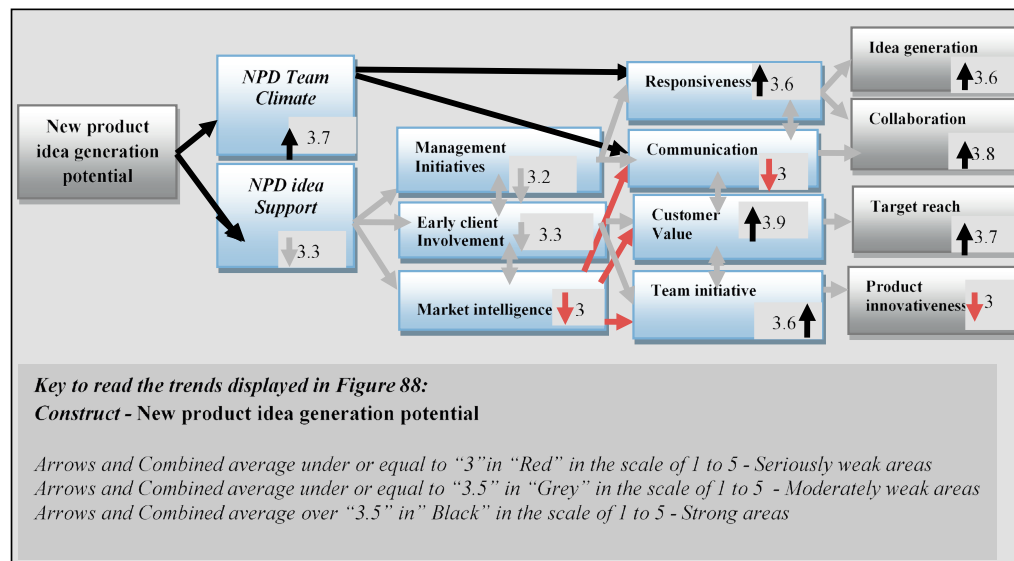 New product
idea generation
potential
NPD Team
Climate
3.7
NPD idea
Support
3.3
Management
Initiatives
3.2
Early client
Involvement
3.3
Market intelligence
3
Responsiveness
3.6
Communication
3
Customer
Value
3.9
Team initiative
3.6
Idea generation
3.6
Collaboration
3.8
Target reach
3.7
Product
innovativeness
3
Key to read the trends displayed in Figure 88:
Construct - New product idea generation potential
Arrows and Combined average under or equal to “3”in “Red” in the scale of 1 to 5 - Seriously weak areas
Arrows and Combined average under or equal to “3.5” in “Grey” in the scale of 1 to 5  - Moderately weak areas
Arrows and Combined average over “3.5” in” Black” in the scale of 1 to 5 - Strong areas